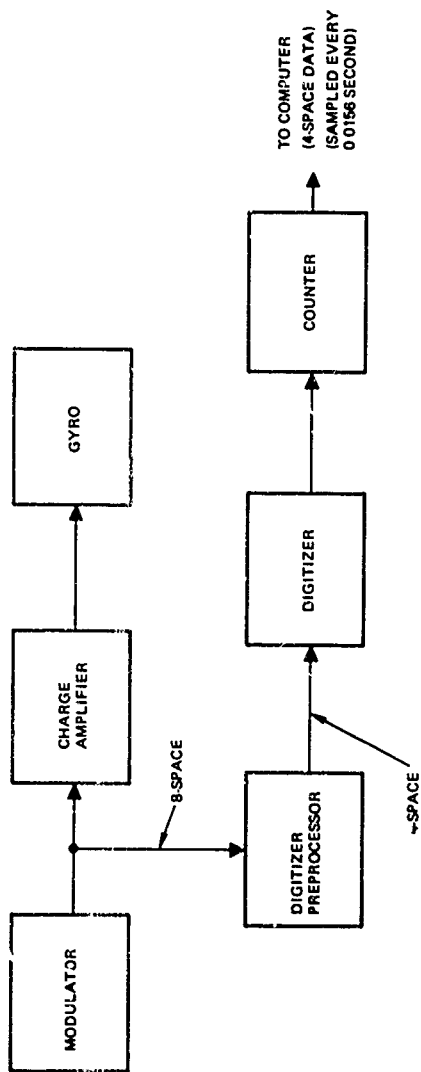 MODULATOR
CHARGE
AMPLIFIER
GYRO
8-SPACE
DIGITIZER
PREPROCESSOR
-SPACE
DIGITIZER
COUNTER
TO COMPUTER
(4-SPACE DATA)
(SAMPLED EVERY
0 0156 SECOND)